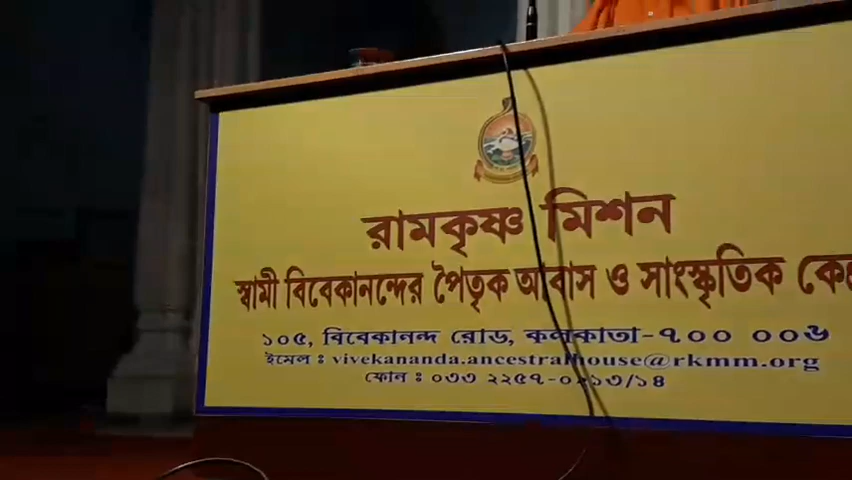 রামকৃষ্ণ মিশন
স্বামী বিবেকানন্দের পৈতৃক আবাস ও সাংস্কৃতিক
১০৫, বিবেকানন্দ রোড, কলকাতা-৭০০ ০০৬
ইমেল : vivekananda.ancestralhouse@rkmm.org